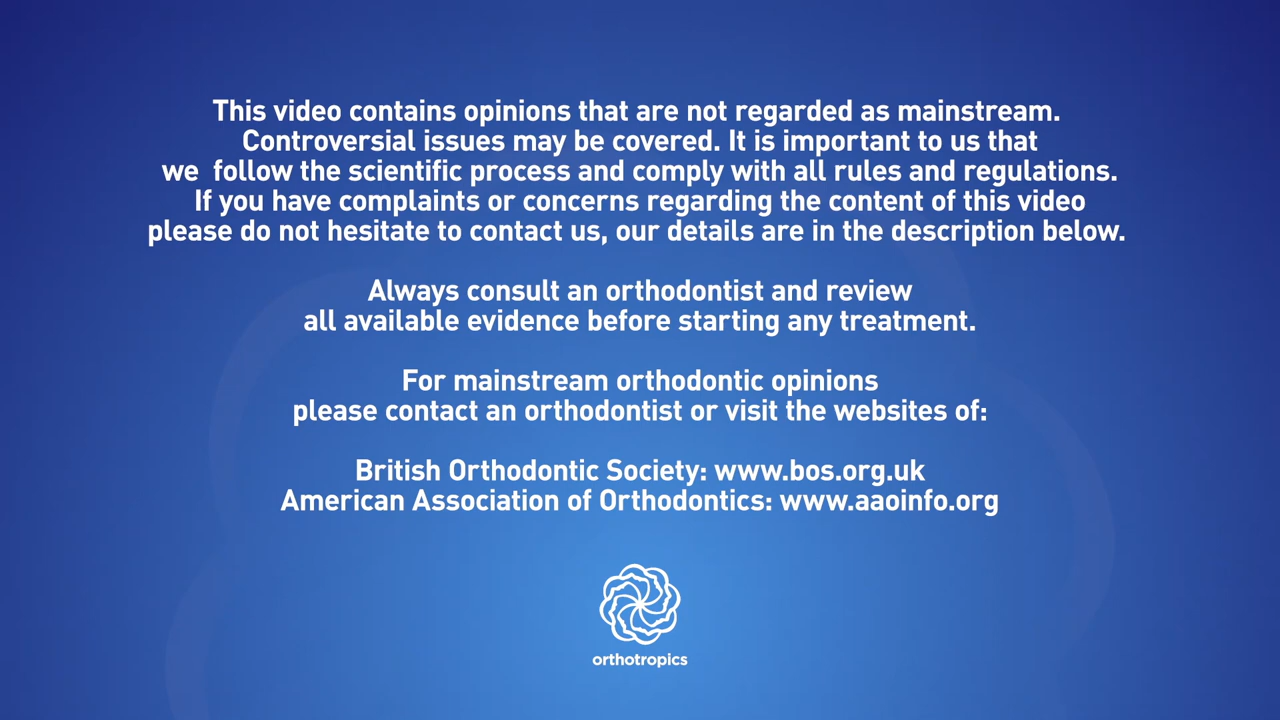 This video contains opinions that are not regarded as mainstream.
Controversial issues may be covered. It is important to us that
we  follow the scientific process and comply with all rules and regulations.
If you have complaints or concerns regarding the content of this video
please do not hesitate to contact us, our details are in the description below.
Always consult an orthodontist and review
all available evidence before starting any treatment.
For mainstream orthodontic opinions
please contact an orthodontist or visit the websites of:
British Orthodontic Society: www.bos.org.uk
American Association of Orthodontics: www.aaoinfo.org
orthotropics